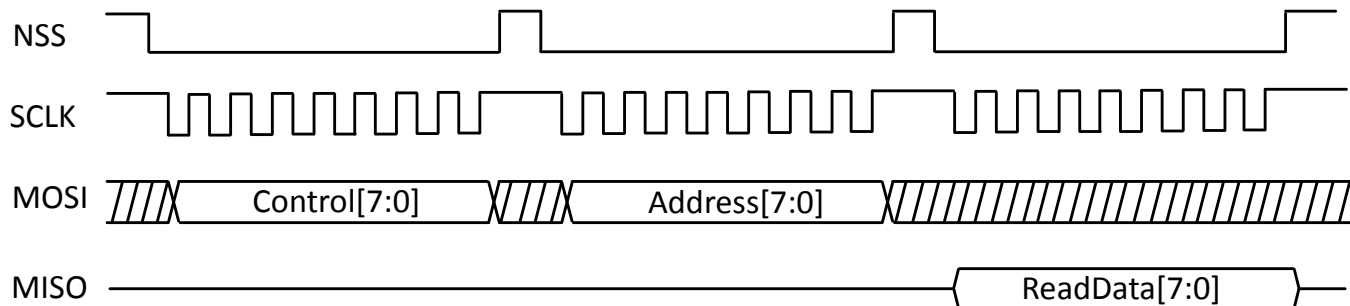 NSS
SCLK
MOSI Control[7:0] Address[7:0]
MISO ReadData[7:0]